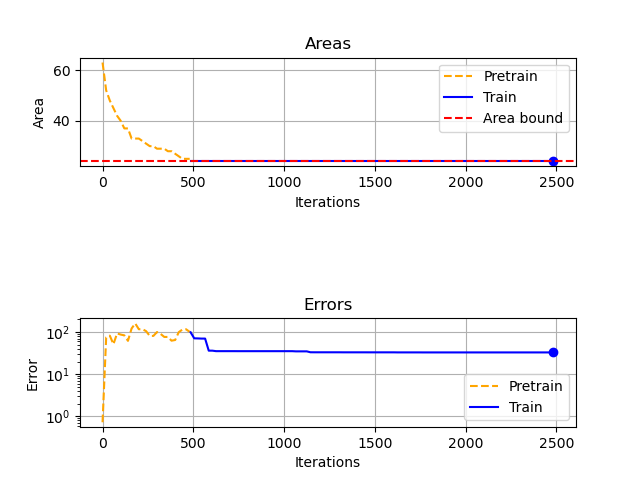 Areas
60
40
Area
Pretrain
Train
Area bound
0 500 1000 1500 2000 2500
Iterations
Errors
10²
10¹
10⁰
Error
Pretrain
Train
0 500 1000 1500 2000 2500
Iterations